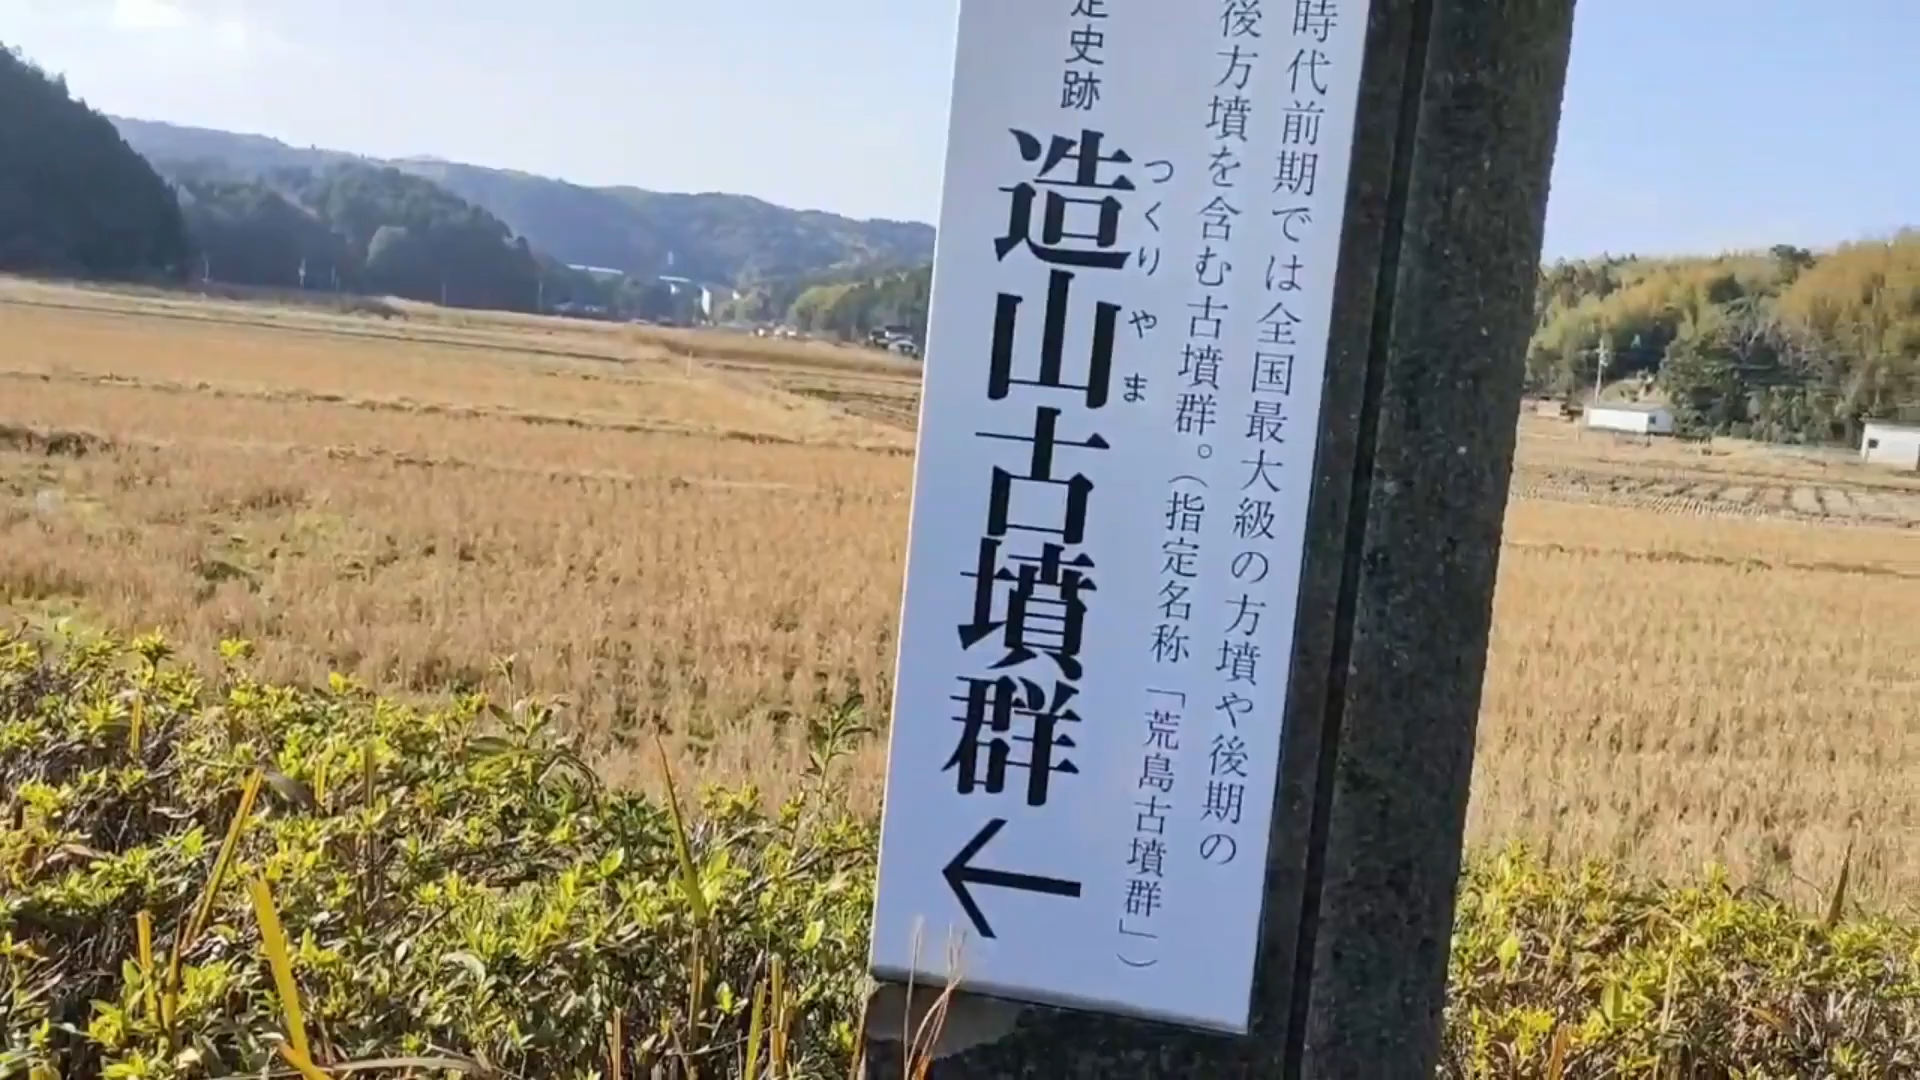 時代前期では全国最大級の方墳や後期の
後方墳を含む古墳群。（指定名称「荒島古墳群」）
つくりやま
史跡
造山古墳群
←